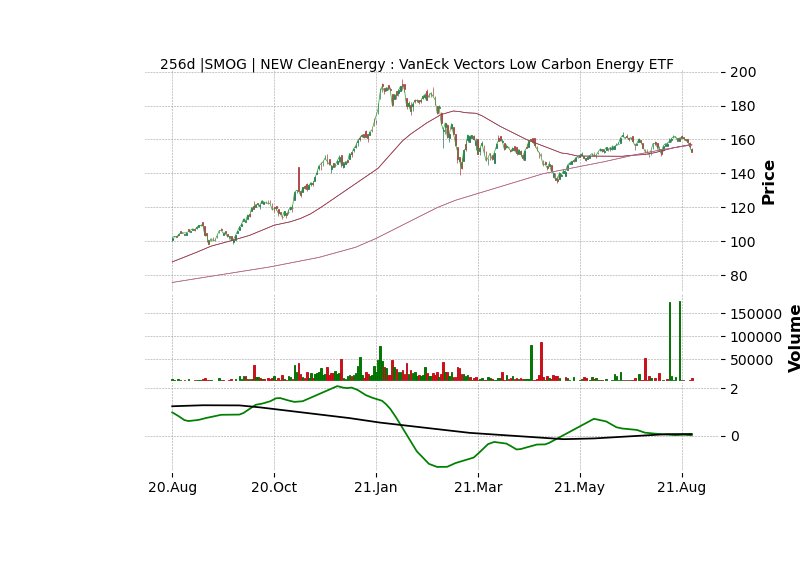 256d |SMOG | NEW CleanEnergy : VanEck Vectors Low Carbon Energy ETF
200
180
160
140
120
100
80
Price
150000
100000
50000
Volume
2
0
20.Aug
20.Oct
21.Jan
21.Mar
21.May
21.Aug